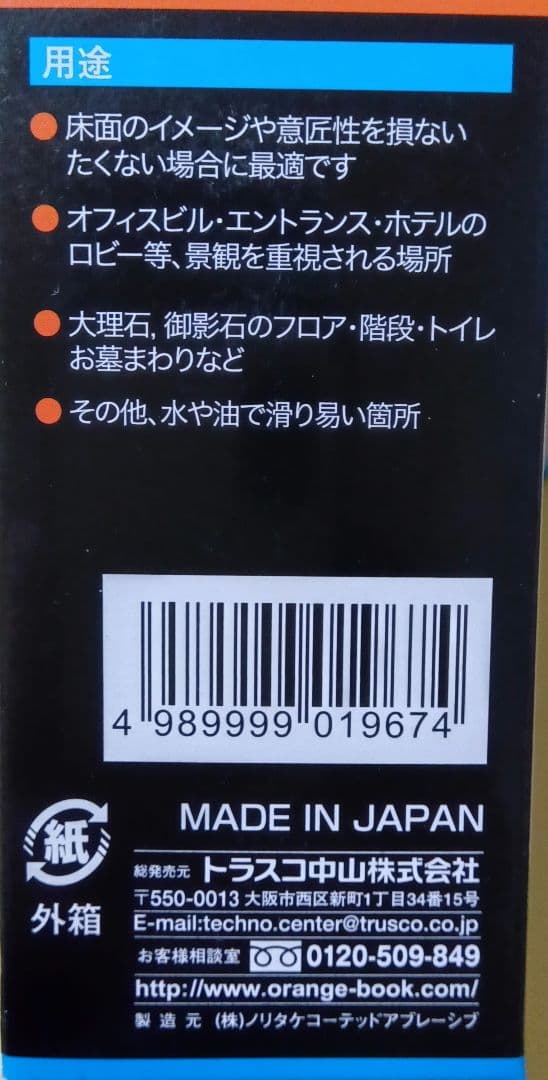 用途
床面のイメージや意匠性を損ない
たくない場合に最適です
オフィスビル・エントランス・ホテルの
ロビー等、景観を重視される場所
大理石, 御影石のフロア・階段・トイレ
お墓まわりなど
その他、水や油で滑り易い箇所
4 989999 019674
紙
外箱
MADE IN JAPAN
総発売元 トラスコ中山株式会社
〒550-0013 大阪市西区新町1丁目34番15号
E-mail:techno.center@trusco.co.jp
お客様相談室 0120-509-849
http://www.orange-book.com/
製造元 (株)ノリタケコーテッドアブレーシブ